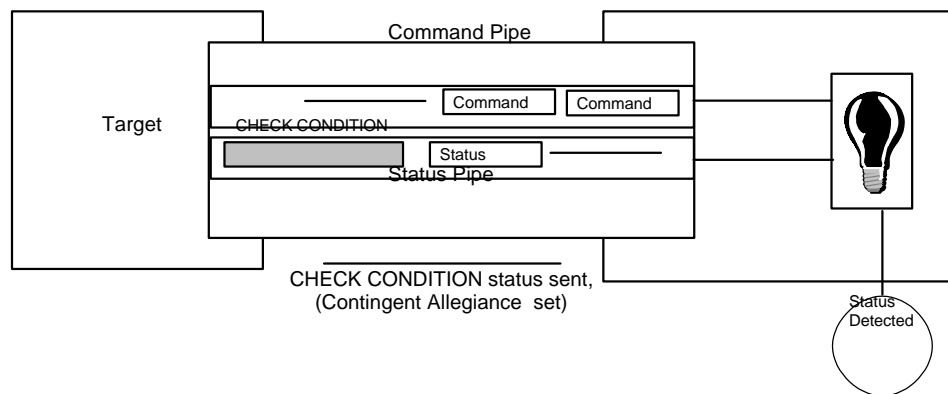 Command Pipe
Command Command
Target
CHECK CONDITION
Status
Status Pipe
CHECK CONDITION status sent,
(Contingent Allegiance set)
Status
Detected